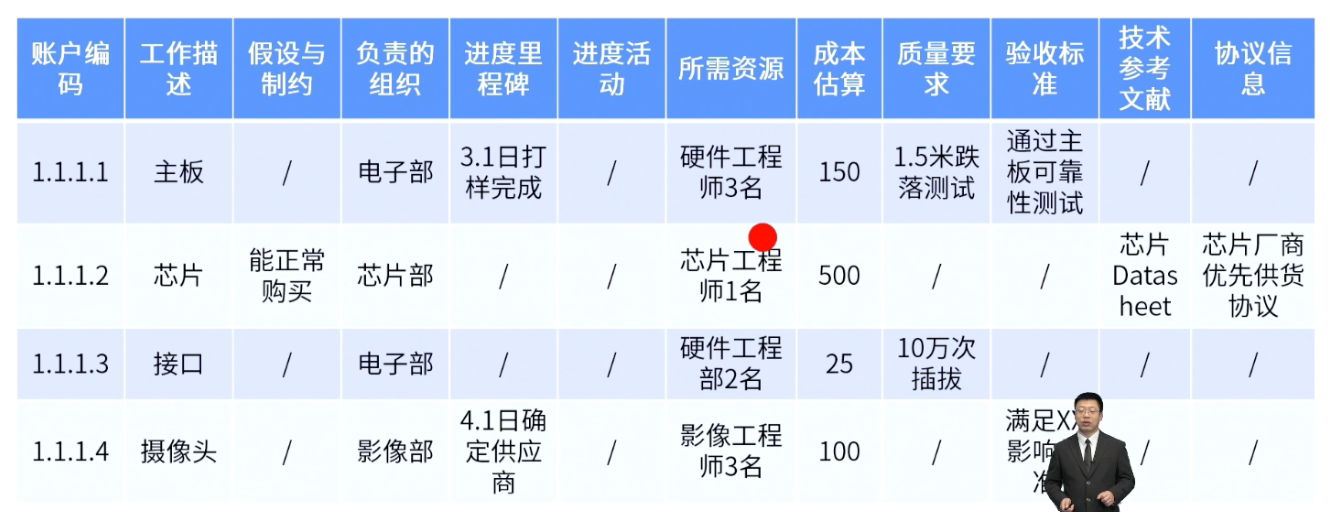 账户编码 工作描述 假设与制约 负责的组织 进度里程碑 进度活动 所需资源 成本估算 质量要求 验收标准 技术参考文献 协议信息
1.1.1.1 主板 / 电子部 3.1日打样完成 / 硬件工程师3名 150 1.5米跌落测试 通过主板可靠性测试 / /
1.1.1.2 芯片 能正常购买 芯片部 / / 芯片工程师1名 500 / / 芯片Datasheet 芯片厂商优先供货协议
1.1.1.3 接口 / 电子部 / / 硬件工程部2名 25 10万次插拔 / / /
1.1.1.4 摄像头 / 影像部 4.1日确定供应商 / 影像工程师3名 100 / 满足X影响准 / /